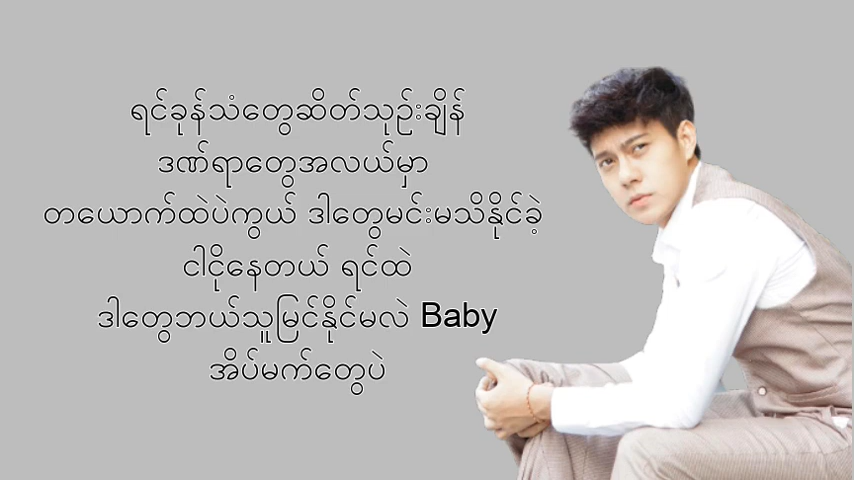 ရင်ခုန်သံတွေဆိတ်သုဉ်းချိန်
ဒဏ်ရာတွေအလယ်မှာ
တယောက်ထဲပဲကွယ် ဒါတွေမင်းမသိနိုင်ခဲ့
ငါငိုနေတယ် ရင်ထဲ
ဒါတွေဘယ်သူမြင်နိုင်မလဲ Baby
အိပ်မက်တွေပဲ